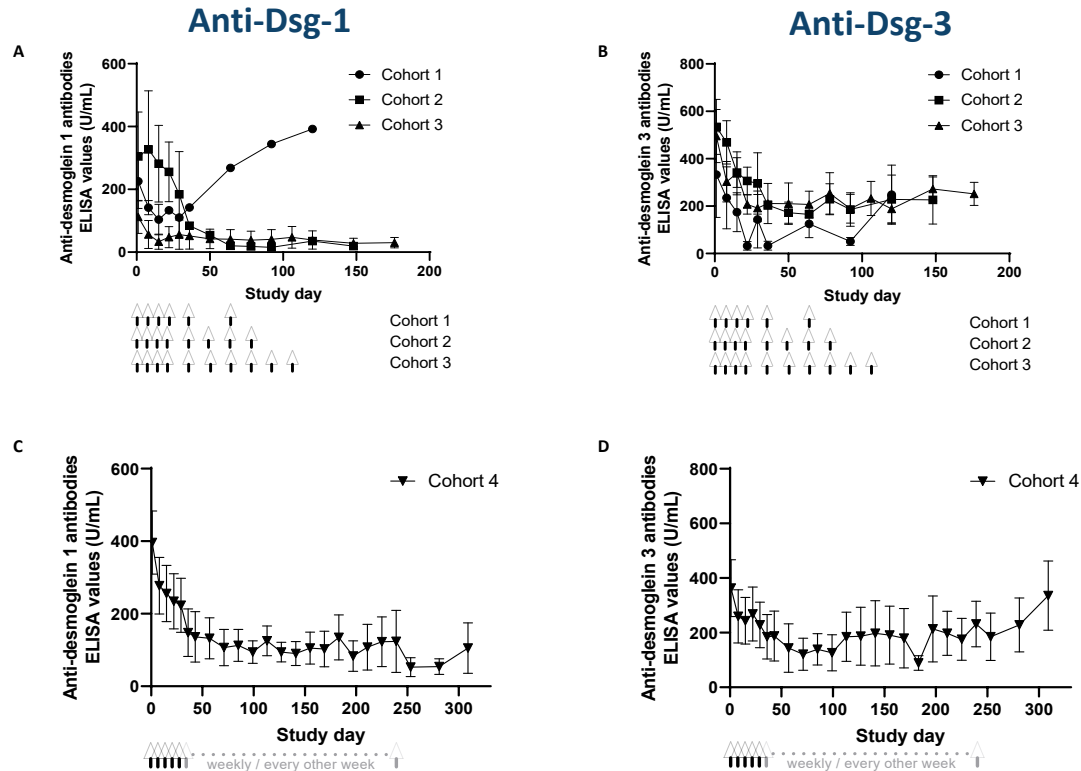 Anti-Dsg-1
Anti-Dsg-3
A
Anti-desmoglein 1 antibodies
ELISA values (U/mL)
600
400
200
0
0 50 100 150 200
Study day
Cohort 1
Cohort 2
Cohort 3
Cohort 1
Cohort 2
Cohort 3
B
Anti-desmoglein 3 antibodies
ELISA values (U/mL)
800
600
400
200
0
0 50 100 150 200
Study day
Cohort 1
Cohort 2
Cohort 3
Cohort 1
Cohort 2
Cohort 3
C
Anti-desmoglein 1 antibodies
ELISA values (U/mL)
600
400
200
0
0 50 100 150 200 250 300
Study day
Cohort 4
weekly / every other week
D
Anti-desmoglein 3 antibodies
ELISA values (U/mL)
800
600
400
200
0
0 50 100 150 200 250 300
Study day
Cohort 4
weekly / every other week